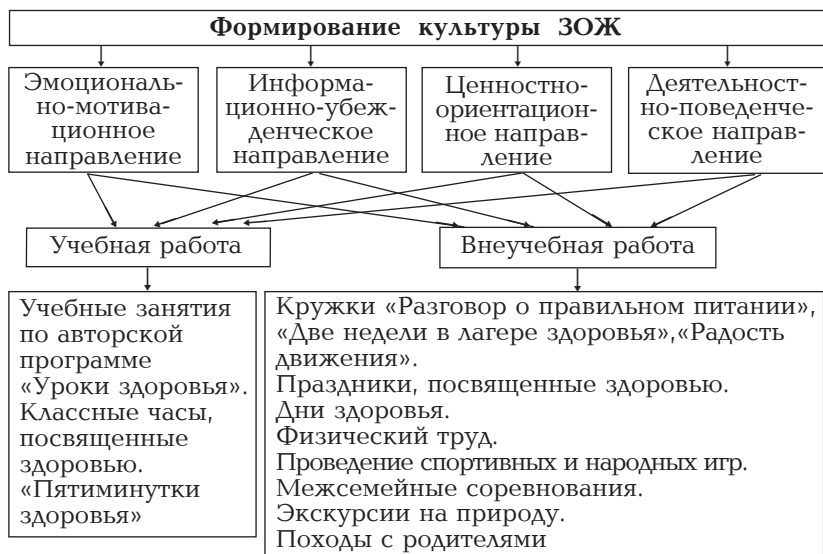 Формирование культуры ЗОЖ
Эмоциональ-
но-мотива-
ционное
направление
Информа-
ционно-убеж-
денческое
направление
Ценностно-
ориентацион-
ное направ-
ление
Деятельност-
но-поведенче-
ское направ-
ление
Учебная работа
Внеучебная работа
Учебные занятия
по авторской
программе
«Уроки здоровья».
Классные часы,
посвященные
здоровью.
«Пятиминутки
здоровья»
Кружки «Разговор о правильном питании»,
«Две недели в лагере здоровья»,«Радость
движения».
Праздники, посвященные здоровью.
Дни здоровья.
Физический труд.
Проведение спортивных и народных игр.
Межсемейные соревнования.
Экскурсии на природу.
Походы с родителями